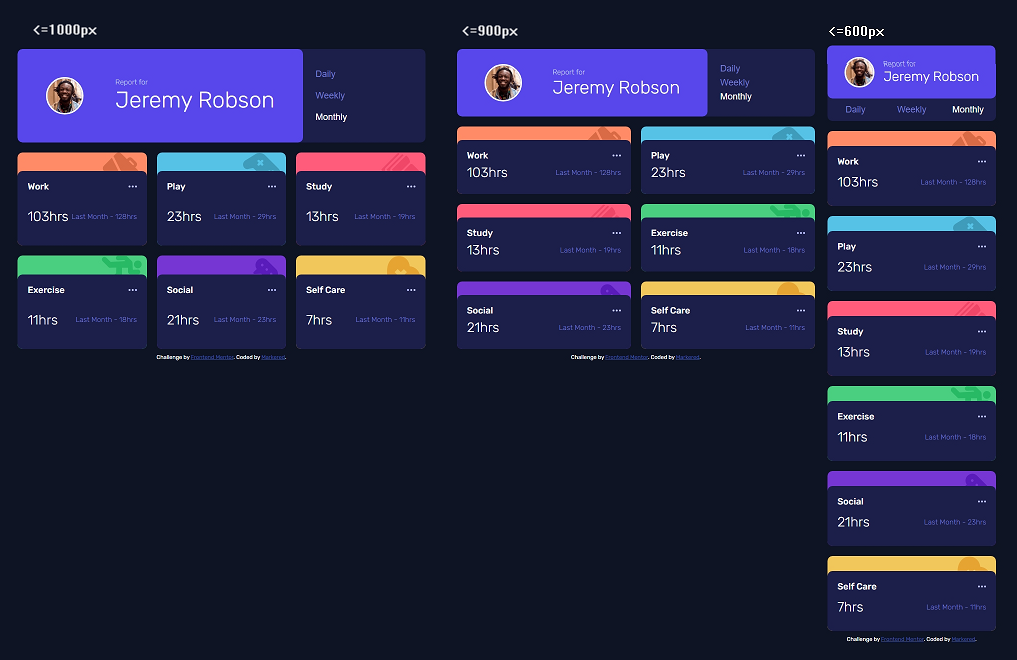 <=1000px
Report for
Jeremy Robson
Daily
Weekly
Monthly
Work ...
103hrs Last Month - 128hrs
Play ...
23hrs Last Month - 29hrs
Study ...
13hrs Last Month - 19hrs
Exercise ...
11hrs Last Month - 18hrs
Social ...
21hrs Last Month - 23hrs
Self Care ...
7hrs Last Month - 11hrs
Challenge by Frontend Mentor. Coded by Markered.
<=900px
Report for
Jeremy Robson
Daily
Weekly
Monthly
Work ...
103hrs Last Month - 128hrs
Play ...
23hrs Last Month - 29hrs
Study ...
13hrs Last Month - 19hrs
Exercise ...
11hrs Last Month - 18hrs
Social ...
21hrs Last Month - 23hrs
Self Care ...
7hrs Last Month - 11hrs
Challenge by Frontend Mentor. Coded by Markered.
<=600px
Report for
Jeremy Robson
Daily Weekly Monthly
Work ...
103hrs Last Month - 128hrs
Play ...
23hrs Last Month - 29hrs
Study ...
13hrs Last Month - 19hrs
Exercise ...
11hrs Last Month - 18hrs
Social ...
21hrs Last Month - 23hrs
Self Care ...
7hrs Last Month - 11hrs
Challenge by Frontend Mentor. Coded by Markered.